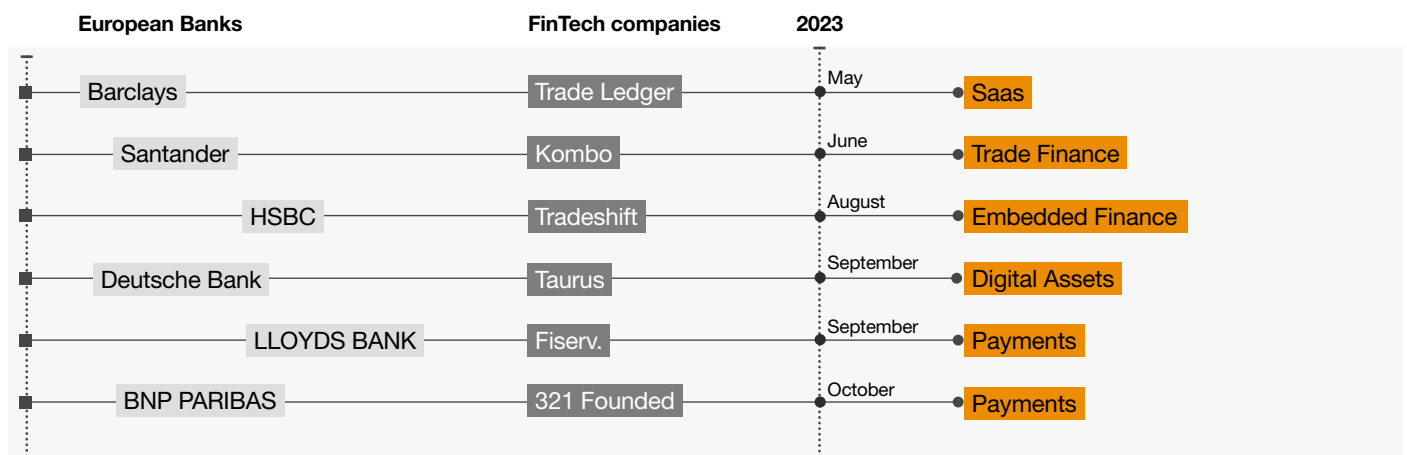 European Banks FinTech companies 2023
Barclays Trade Ledger May Saas
Santander Kombo June Trade Finance
HSBC Tradeshift August Embedded Finance
Deutsche Bank Taurus September Digital Assets
LLOYDS BANK Fiserv. September Payments
BNP PARIBAS 321 Founded October Payments